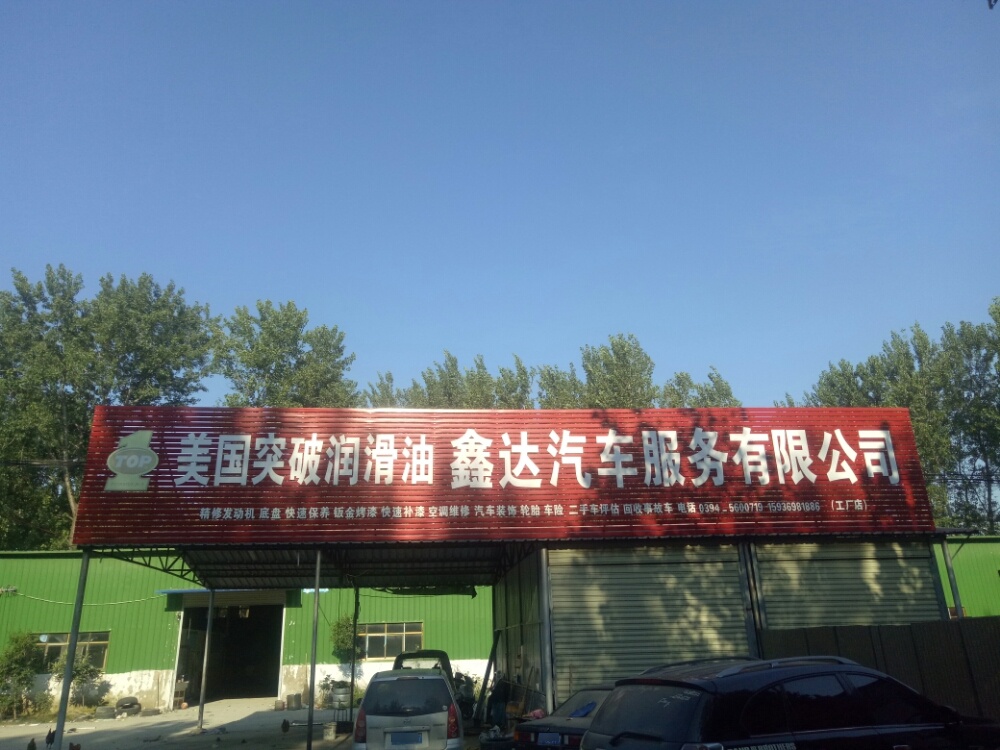 TOP 1
美国突破润滑油 鑫达汽车服务有限公司
精修发动机 底盘 快速保养 钣金烤漆 快速补漆 空调维修 汽车装饰 轮胎 车险 二手车评估 回收事故车 电话 0394 - 5600719 15936981886 (工厂店)